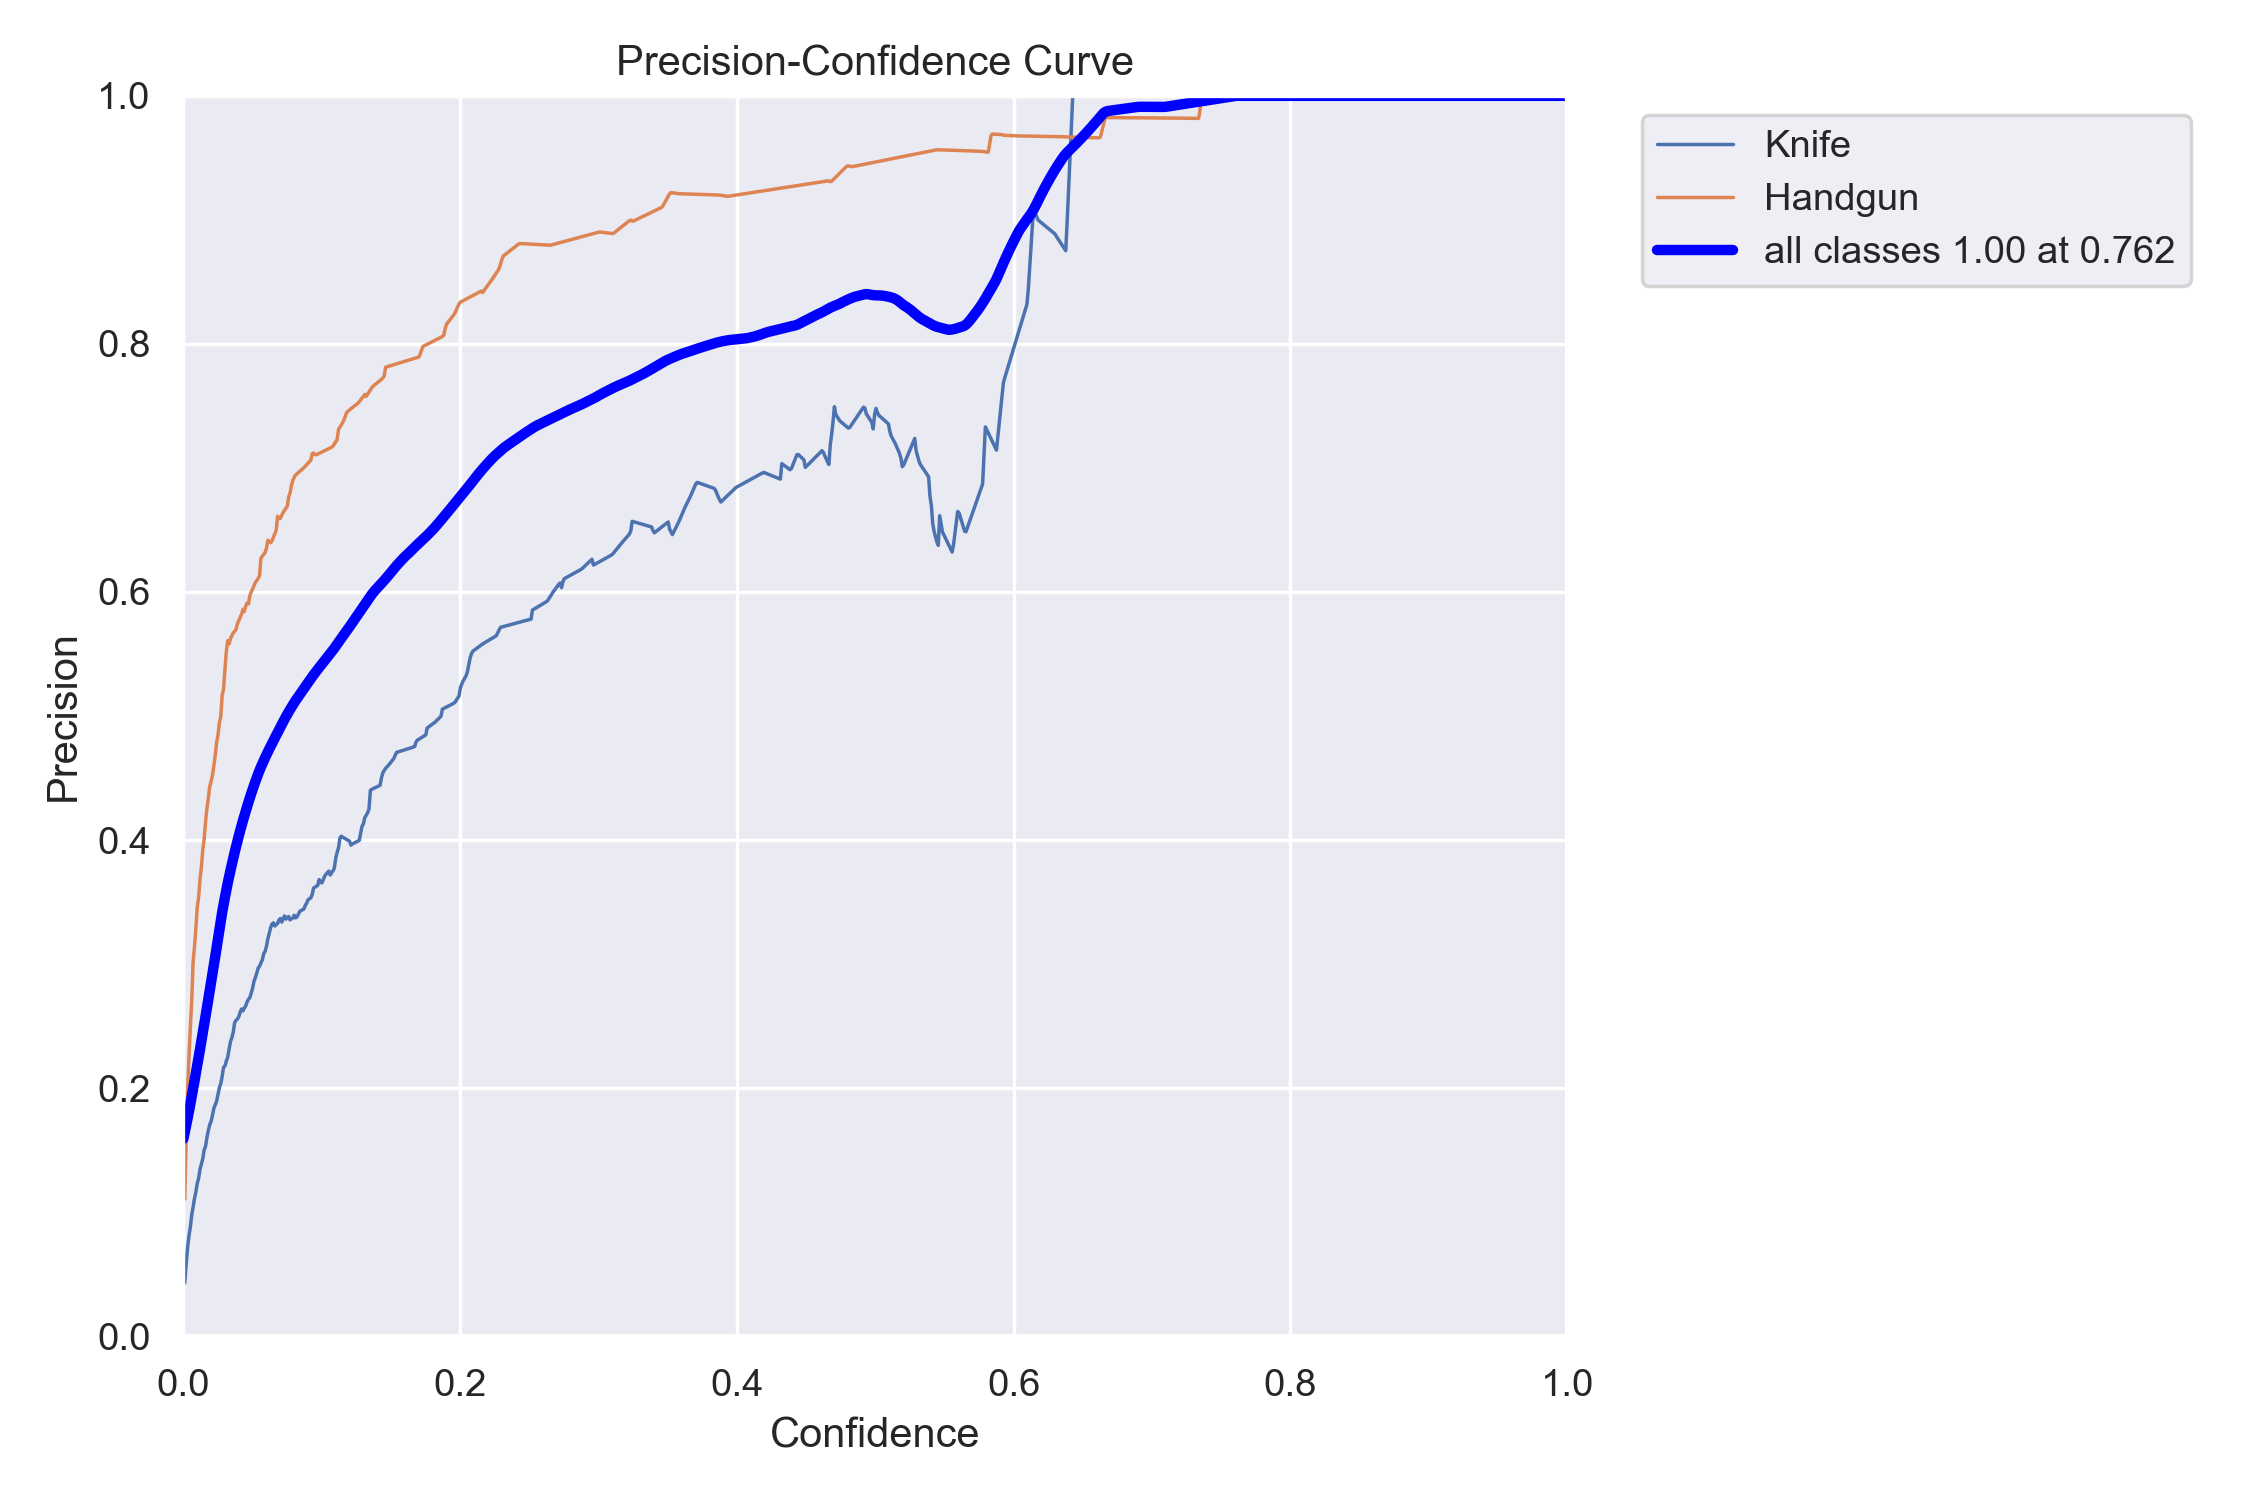 Precision-Confidence Curve
1.0
0.8
0.6
0.4
0.2
0.0
Precision
0.0 0.2 0.4 0.6 0.8 1.0
Confidence
Knife
Handgun
all classes 1.00 at 0.762